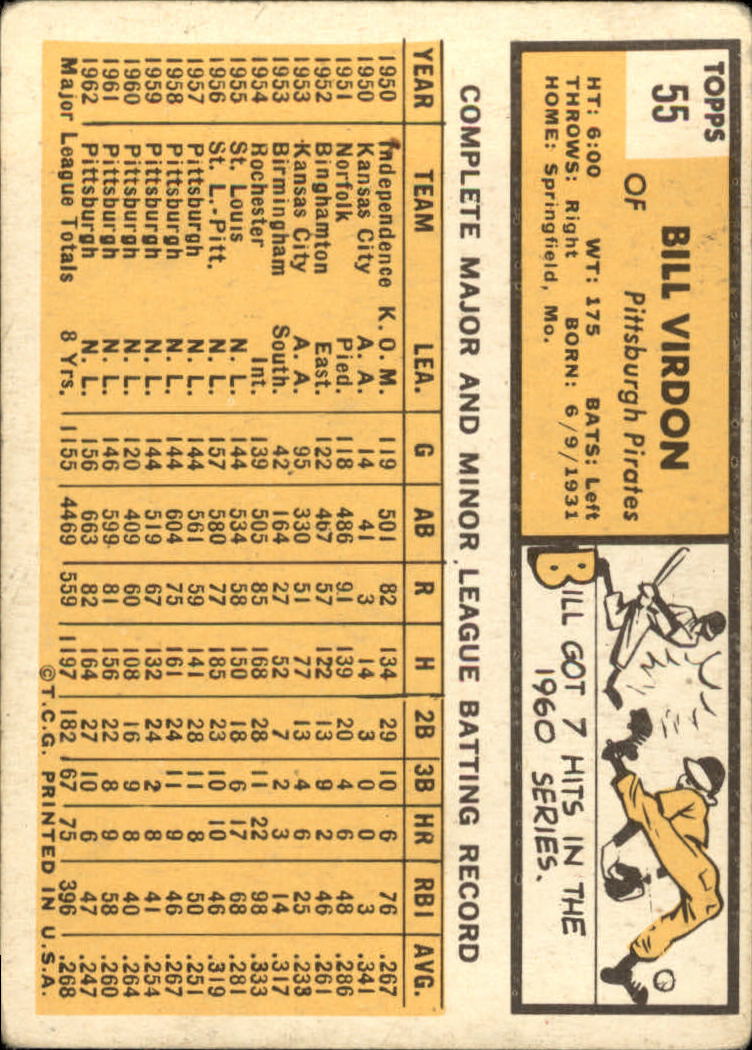 TOPPS
55
BILL VIRDON
OF Pittsburgh Pirates
HT: 6:00 WT: 175 BATS: Left
THROWS: Right BORN: 6/9/1931
HOME: Springfield, Mo.
BILL GOT 7 HITS IN THE
1960 SERIES.
COMPLETE MAJOR AND MINOR LEAGUE BATTING RECORD
YEAR TEAM LEA. G AB R H 2B 3B HR RBI AVG.
1950 Independence K. O. M. 119 501 82 134 29 10 6 76 .267
1950 Kansas City A. A. 14 41 3 14 3 0 0 3 .341
1951 Norfolk Pied. 118 486 91 139 20 4 6 48 .286
1952 Binghamton East. 122 467 57 122 13 9 2 46 .261
1953 Kansas City A. A. 95 330 51 77 13 4 6 25 .233
1953 Birmingham South. 42 164 27 52 7 2 3 14 .317
1954 Rochester Int. 139 505 85 168 28 11 22 98 .333
1955 St. Louis N. L. 144 534 58 150 18 6 17 68 .281
1956 St. L.-Pitt. N. L. 157 580 77 185 23 10 10 46 .319
1957 Pittsburgh N. L. 144 561 59 141 28 11 8 50 .251
1958 Pittsburgh N. L. 144 604 75 161 24 11 9 46 .267
1959 Pittsburgh N. L. 144 519 67 132 24 2 8 41 .254
1960 Pittsburgh N. L. 120 409 60 108 16 9 8 40 .264
1961 Pittsburgh N. L. 146 599 81 156 22 8 9 58 .260
1962 Pittsburgh N. L. 156 663 82 164 27 10 6 47 .247
Major League Totals 8 Yrs. 1155 4469 559 1197 182 67 75 396 .268
©T.C.G. PRINTED IN U.S.A.